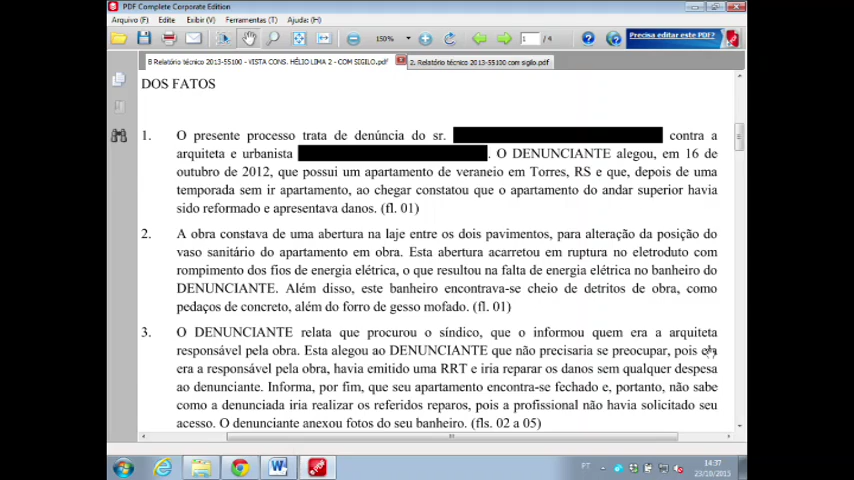 PDF Complete Corporate Edition
Arquivo (F) Edite Exibir (V) Ferramentas (T) Ajuda: (H)
150% 1 / 4 Precisa editar este PDF?
8 Relatório técnico 2013-55100 - VISTA CONS. HÉLIO LIMA 2 - COM SIGILO.pdf 2. Relatório técnico 2013-55100 com sigilo.pdf
DOS FATOS
1. O presente processo trata de denúncia do sr. contra a
arquiteta e urbanista . O DENUNCIANTE alegou, em 16 de
outubro de 2012, que possui um apartamento de veraneio em Torres, RS e que, depois de uma
temporada sem ir apartamento, ao chegar constatou que o apartamento do andar superior havia
sido reformado e apresentava danos. (fl. 01)
2. A obra constava de uma abertura na laje entre os dois pavimentos, para alteração da posição do
vaso sanitário do apartamento em obra. Esta abertura acarretou em ruptura no eletroduto com
rompimento dos fios de energia elétrica, o que resultou na falta de energia elétrica no banheiro do
DENUNCIANTE. Além disso, este banheiro encontrava-se cheio de detritos de obra, como
pedaços de concreto, além do forro de gesso mofado. (fl. 01)
3. O DENUNCIANTE relata que procurou o síndico, que o informou quem era a arquiteta
responsável pela obra. Esta alegou ao DENUNCIANTE que não precisaria se preocupar, pois ela
era a responsável pela obra, havia emitido uma RRT e iria reparar os danos sem qualquer despesa
ao denunciante. Informa, por fim, que seu apartamento encontra-se fechado e, portanto, não sabe
como a denunciada iria realizar os referidos reparos, pois a profissional não havia solicitado seu
acesso. O denunciante anexou fotos do seu banheiro. (fls. 02 a 05)
PT 14:37
23/10/2015